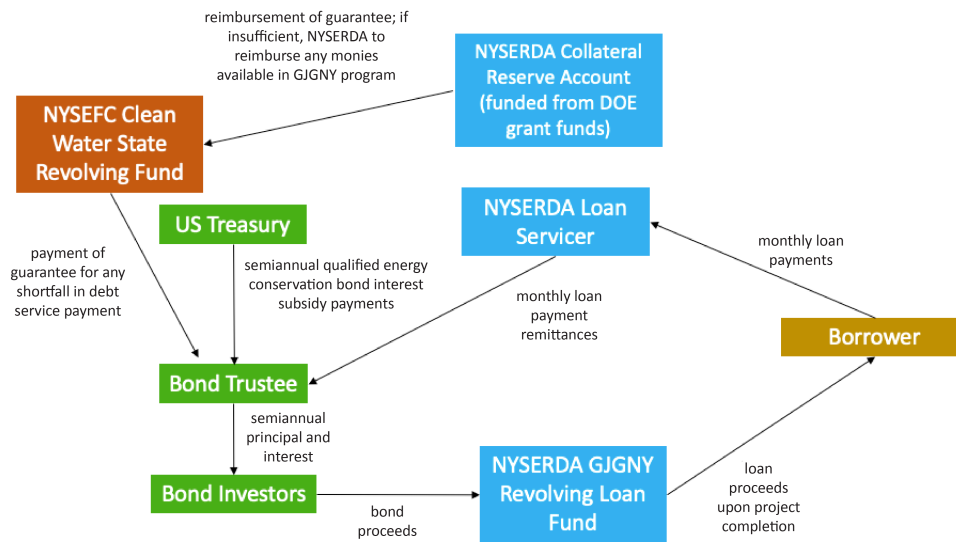 reimbursement of guarantee; if
insufficient, NYSERDA to
reimburse any monies
available in GJGNY program
NYSERDA Collateral
Reserve Account
(funded from DOE
grant funds)
NYSEFC Clean
Water State
Revolving Fund
US Treasury
NYSERDA Loan
Servicer
payment of
guarantee for any
shortfall in debt
service payment
semiannual qualified energy
conservation bond interest
subsidy payments
monthly loan
payment
remittances
monthly loan
payments
Borrower
Bond Trustee
semiannual
principal and
interest
Bond Investors
bond
proceeds
NYSERDA GJGNY
Revolving Loan
Fund
loan
proceeds
upon project
completion